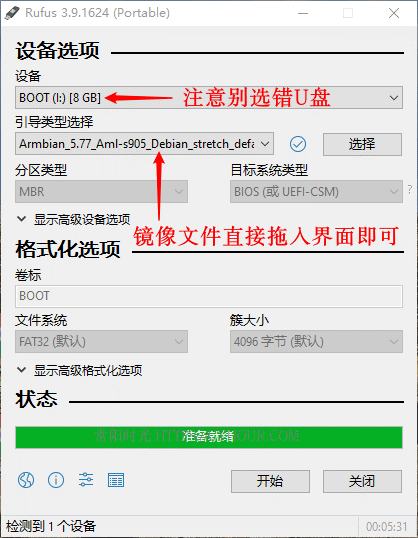 Rufus 3.9.1624 (Portable)
设备选项
设备
BOOT (I:) [8 GB]
注意别选错U盘
引导类型选择
Armbian_5.77_Aml-s905_Debian_stretch_defa
选择
分区类型
目标系统类型
MBR
BIOS (或 UEFI-CSM)
?
显示高级设备选项
镜像文件直接拖入界面即可
格式化选项
卷标
BOOT
文件系统
簇大小
FAT32 (默认)
4096 字节 (默认)
显示高级格式化选项
状态
准备就绪
开始
关闭
检测到 1 个设备
00:05:31